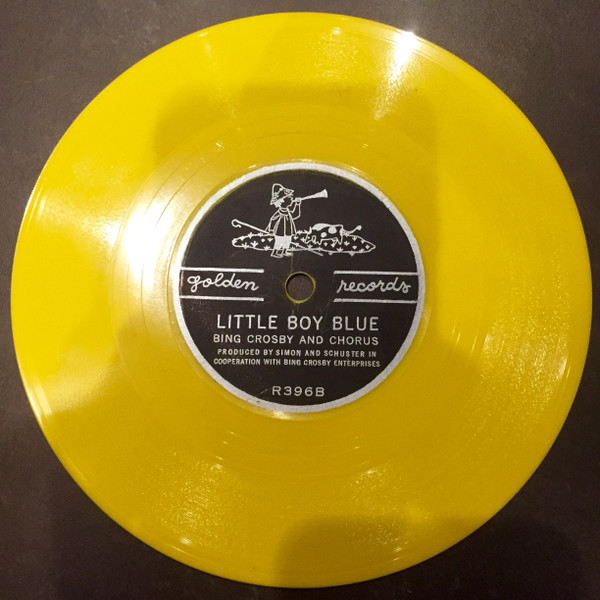 golden records
LITTLE BOY BLUE
BING CROSBY AND CHORUS
PRODUCED BY SIMON AND SCHUSTER IN
COOPERATION WITH BING CROSBY ENTERPRISES
R396B